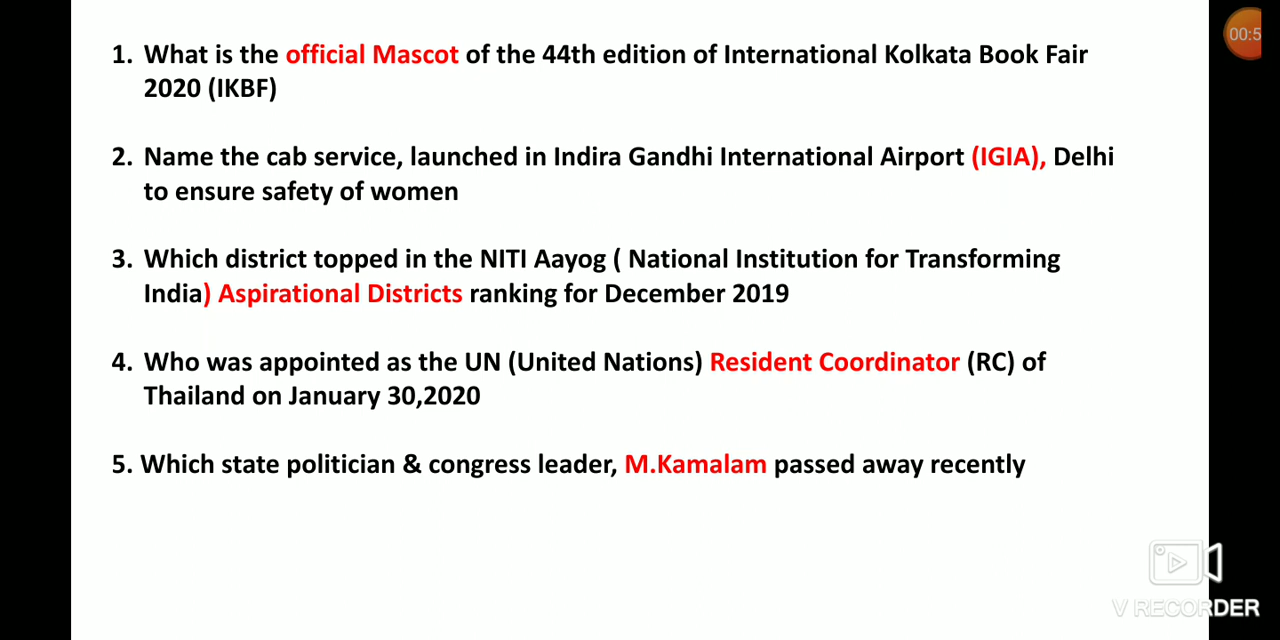 00:5
1. What is the official Mascot of the 44th edition of International Kolkata Book Fair
2020 (IKBF)
2. Name the cab service, launched in Indira Gandhi International Airport (IGIA), Delhi
to ensure safety of women
3. Which district topped in the NITI Aayog ( National Institution for Transforming
India) Aspirational Districts ranking for December 2019
4. Who was appointed as the UN (United Nations) Resident Coordinator (RC) of
Thailand on January 30,2020
5. Which state politician & congress leader, M.Kamalam passed away recently
V RECORDER